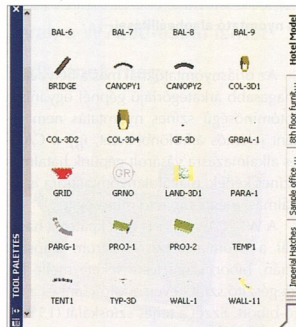 BAL-6 BAL-7 BAL-8 BAL-9
BRIDGE CANOPY1 CANOPY2 COL-3D1
COL-3D2 COL-3D4 GF-3D GRBAL-1
GR
GRID GRNO LAND-3D1 PARA-1
PARG-1 PROJ-1 PROJ-2 TEMP1
TENT1 TYP-3D WALL-1 WALL-11
TOOL PALETTES
Hotel Model
8th floor furnit...
Sample office ...
Imperial Hatches